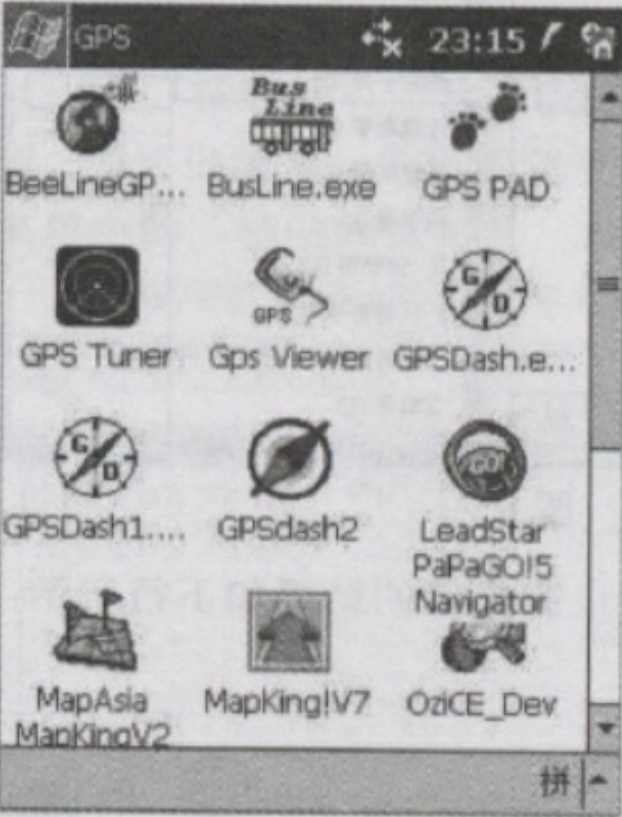 GPS 23:15
Bus
Line
BeeLineGP... BusLine.exe GPS PAD
GPS
GPS Tuner Gps Viewer GPSDash.e...
G D
G D
GPSDash1.... GPSdash2 LeadStar
PaPaGO!5
Navigator
MapAsia
MapKingV2 MapKing!V7 OziCE_Dev
拼